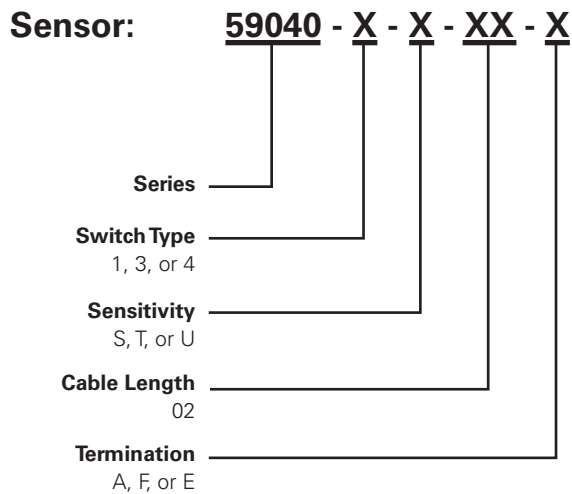 Sensor: 59040 - X - X - XX - X
Series
Switch Type
1, 3, or 4
Sensitivity
S, T, or U
Cable Length
02
Termination
A, F, or E